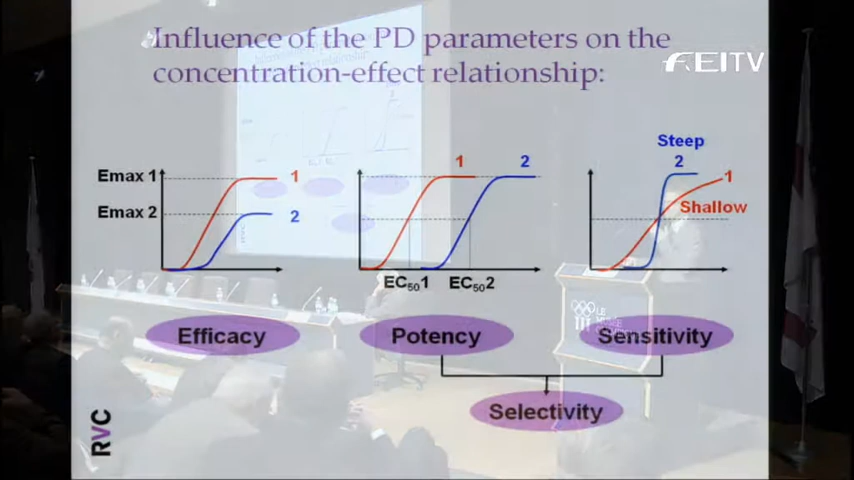 Influence of the PD parameters on the
concentration-effect relationship:
FEITV
Emax 1
Emax 2
1
2
1
2
EC₅₀1
EC₅₀2
Steep
2
1
Shallow
Efficacy
Potency
Sensitivity
Selectivity
RVC